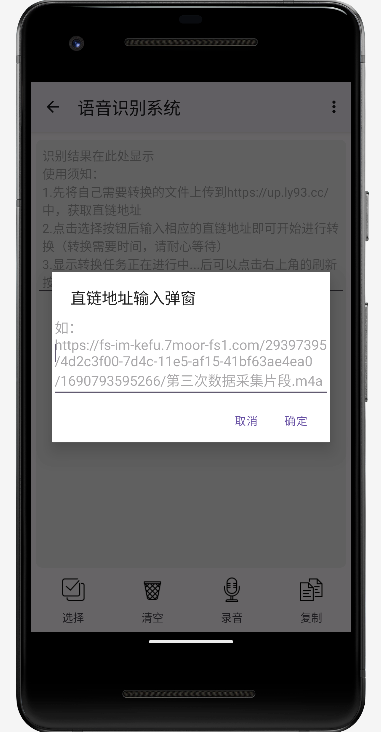 语音识别系统
识别结果在此处显示
使用须知：
1.先将自己需要转换的文件上传到https://up.ly93.cc/
中，获取直链地址
2.点击选择按钮后输入相应的直链地址即可开始进行转
换（转换需要时间，请耐心等待）
3.显示转换任务正在进行中...后可以点击右上角的刷新
直链地址输入弹窗
如：
https://fs-im-kefu.7moor-fs1.com/29397395
/4d2c3f00-7d4c-11e5-af15-41bf63ae4ea0
/1690793595266/第三次数据采集片段.m4a
取消 确定
选择 清空 录音 复制